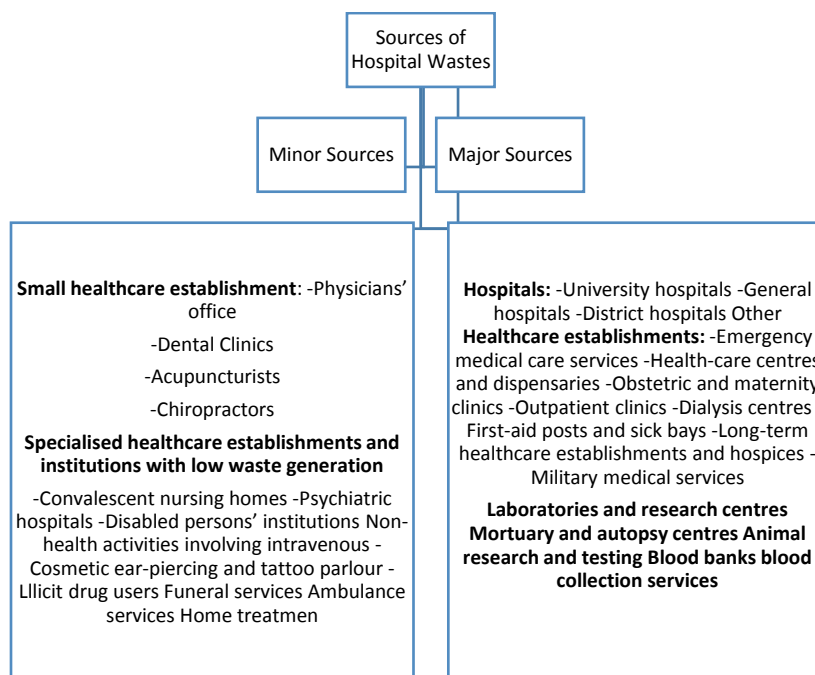 Sources of
Hospital Wastes
Minor Sources
Major Sources
Small healthcare establishment: -Physicians’
office
-Dental Clinics
-Acupuncturists
-Chiropractors
Specialised healthcare establishments and
institutions with low waste generation
-Convalescent nursing homes -Psychiatric
hospitals -Disabled persons’ institutions Non-
health activities involving intravenous -
Cosmetic ear-piercing and tattoo parlour -
Lllicit drug users Funeral services Ambulance
services Home treatmen
Hospitals: -University hospitals -General
hospitals -District hospitals Other
Healthcare establishments: -Emergency
medical care services -Health-care centres
and dispensaries -Obstetric and maternity
clinics -Outpatient clinics -Dialysis centres
First-aid posts and sick bays -Long-term
healthcare establishments and hospices -
Military medical services
Laboratories and research centres
Mortuary and autopsy centres Animal
research and testing Blood banks blood
collection services